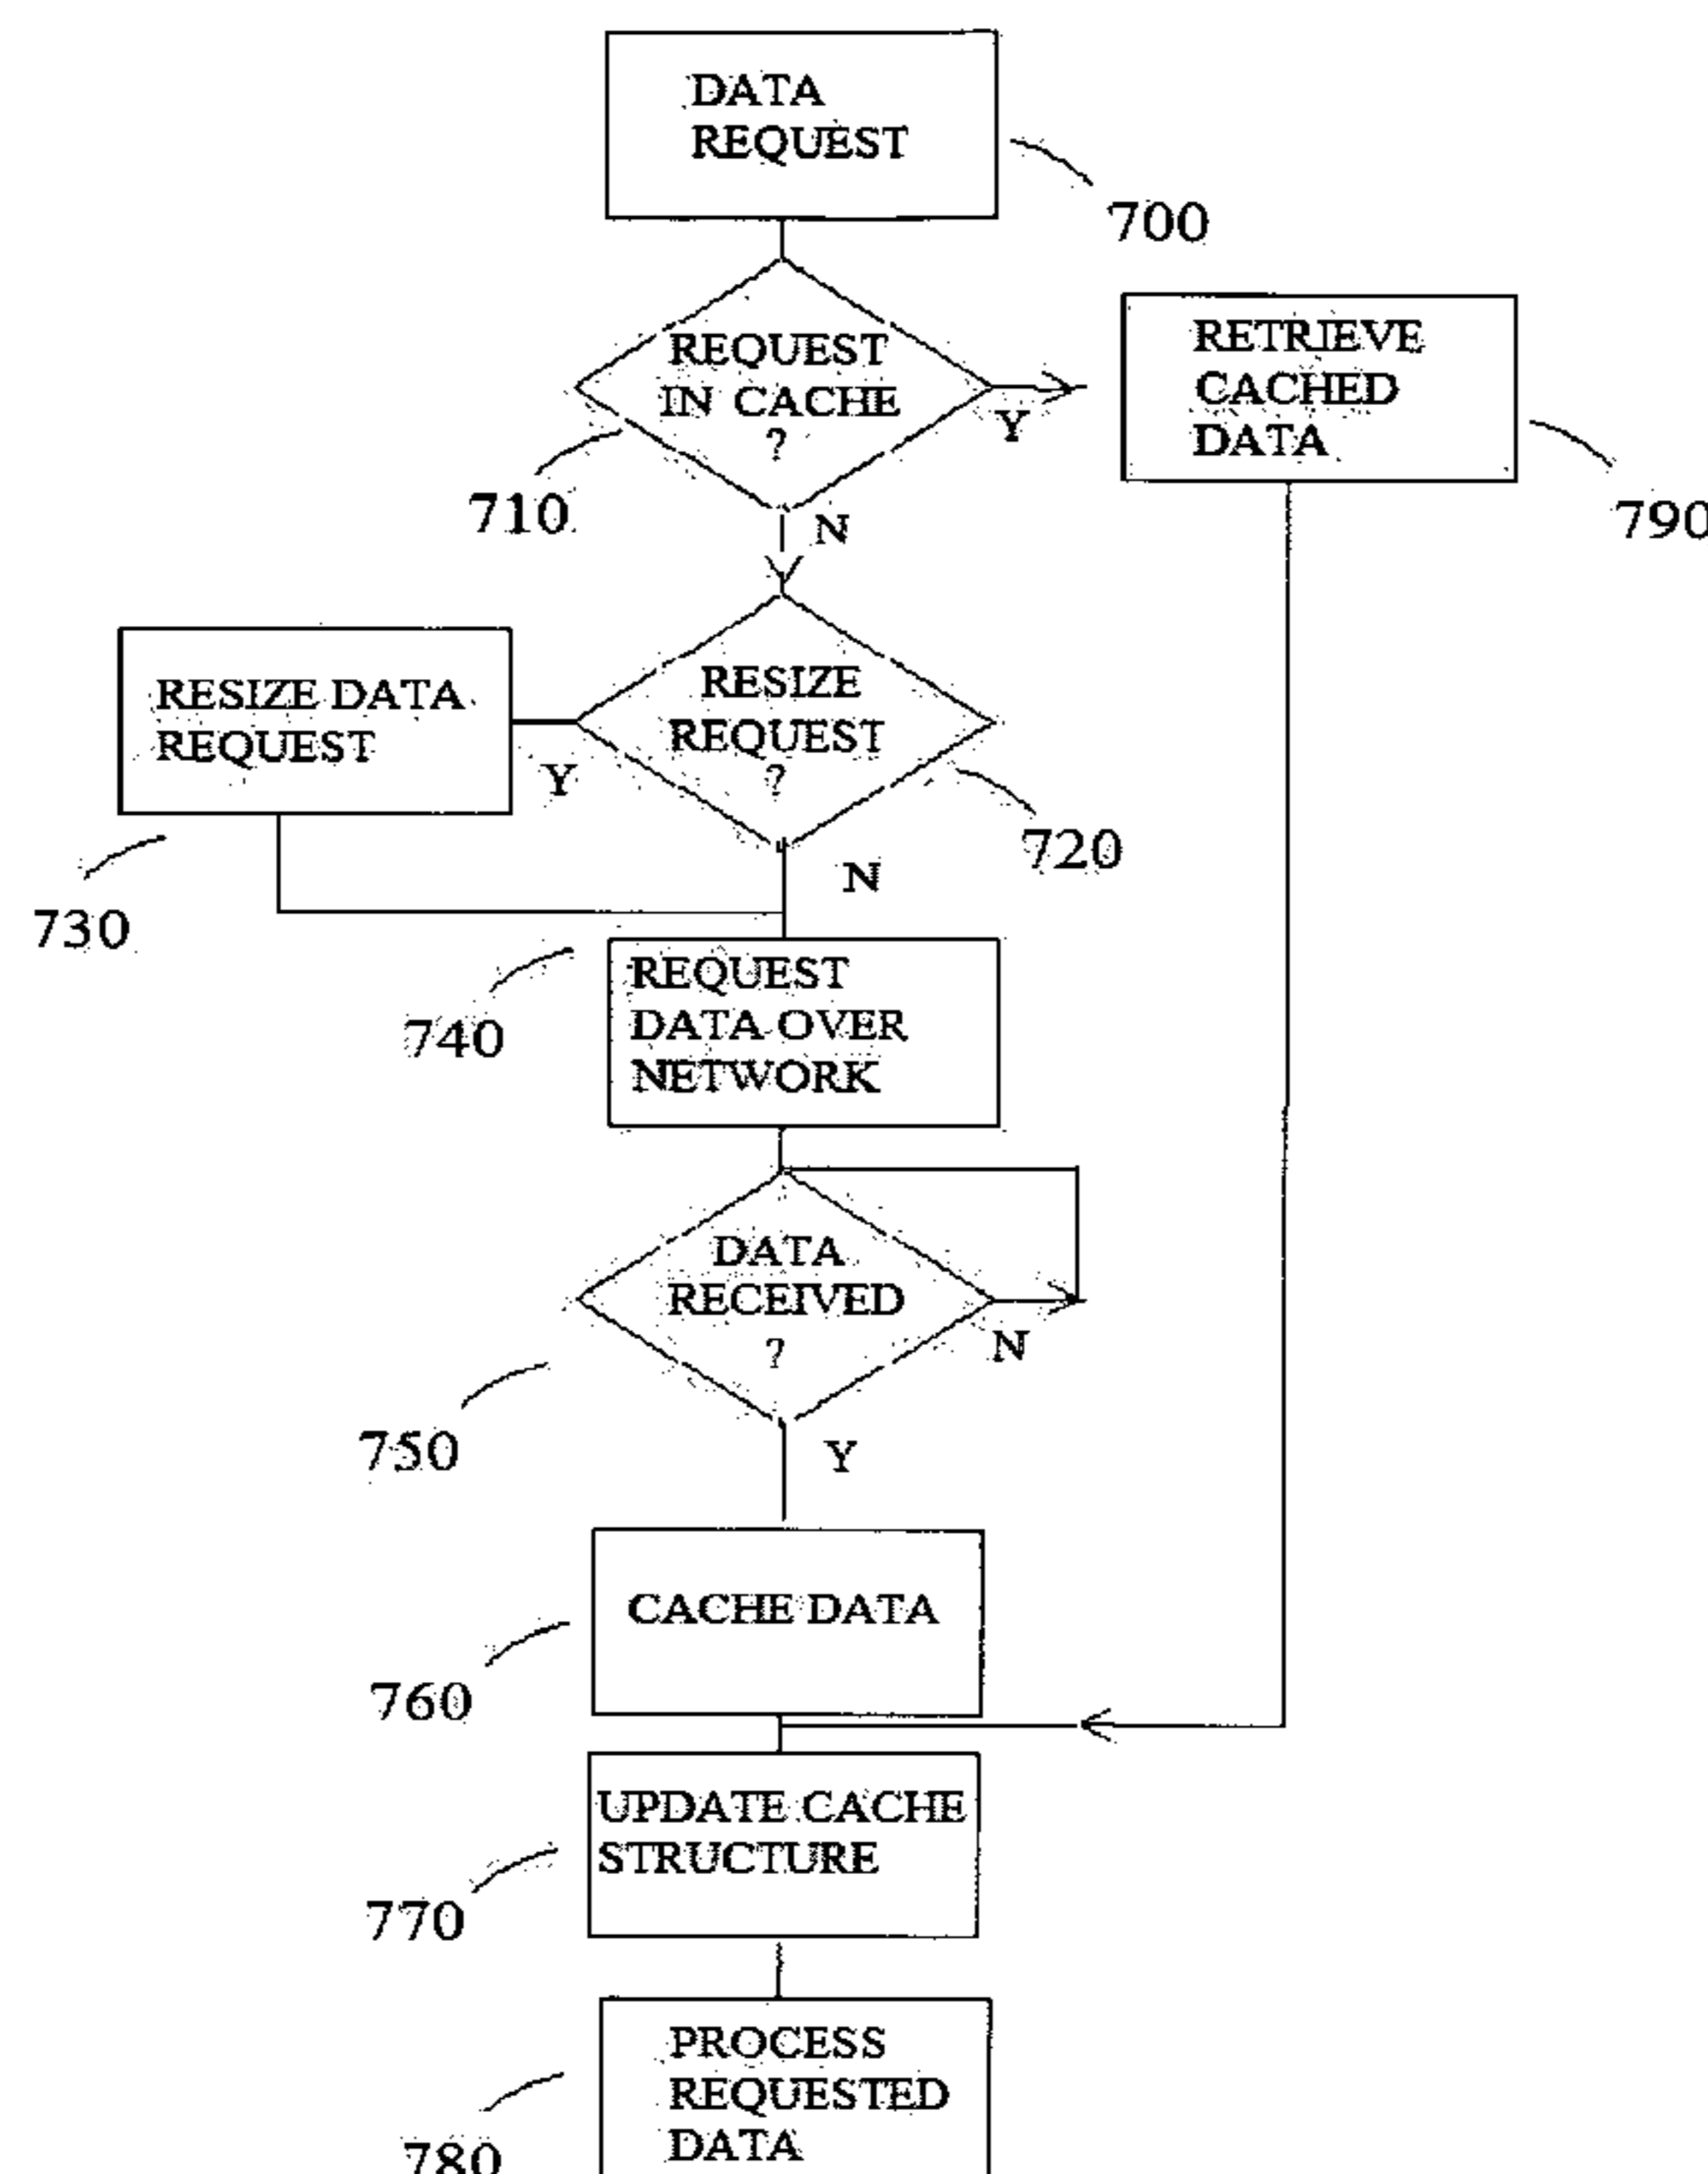 DATA
REQUEST
700
REQUEST
IN CACHE
?
Y
710
N
RETRIEVE
CACHED
DATA
790
RESIZE DATA
REQUEST
730
RESIZE
REQUEST
?
Y
720
N
740
REQUEST
DATA OVER
NETWORK
DATA
RECEIVED
?
N
750
Y
CACHE DATA
760
UPDATE CACHE
STRUCTURE
770
PROCESS
REQUESTED
DATA
780